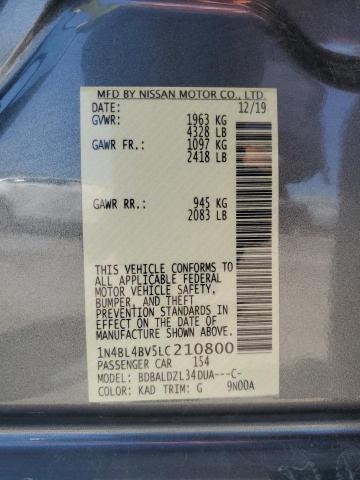 MFD BY NISSAN MOTOR CO., LTD.
DATE: 12/19
GVWR: 1963 KG
4328 LB
GAWR FR.: 1097 KG
2418 LB
GAWR RR.: 945 KG
2083 LB
THIS VEHICLE CONFORMS TO
ALL APPLICABLE FEDERAL
MOTOR VEHICLE SAFETY,
BUMPER, AND THEFT
PREVENTION STANDARDS
IN EFFECT ON THE DATE OF
MANUFACTURE SHOWN ABOVE.
1N4BL4BV5LC210800
PASSENGER CAR 154
MODEL: BDBALDZL34DUA---C-
COLOR: KAD TRIM: G 9N00A